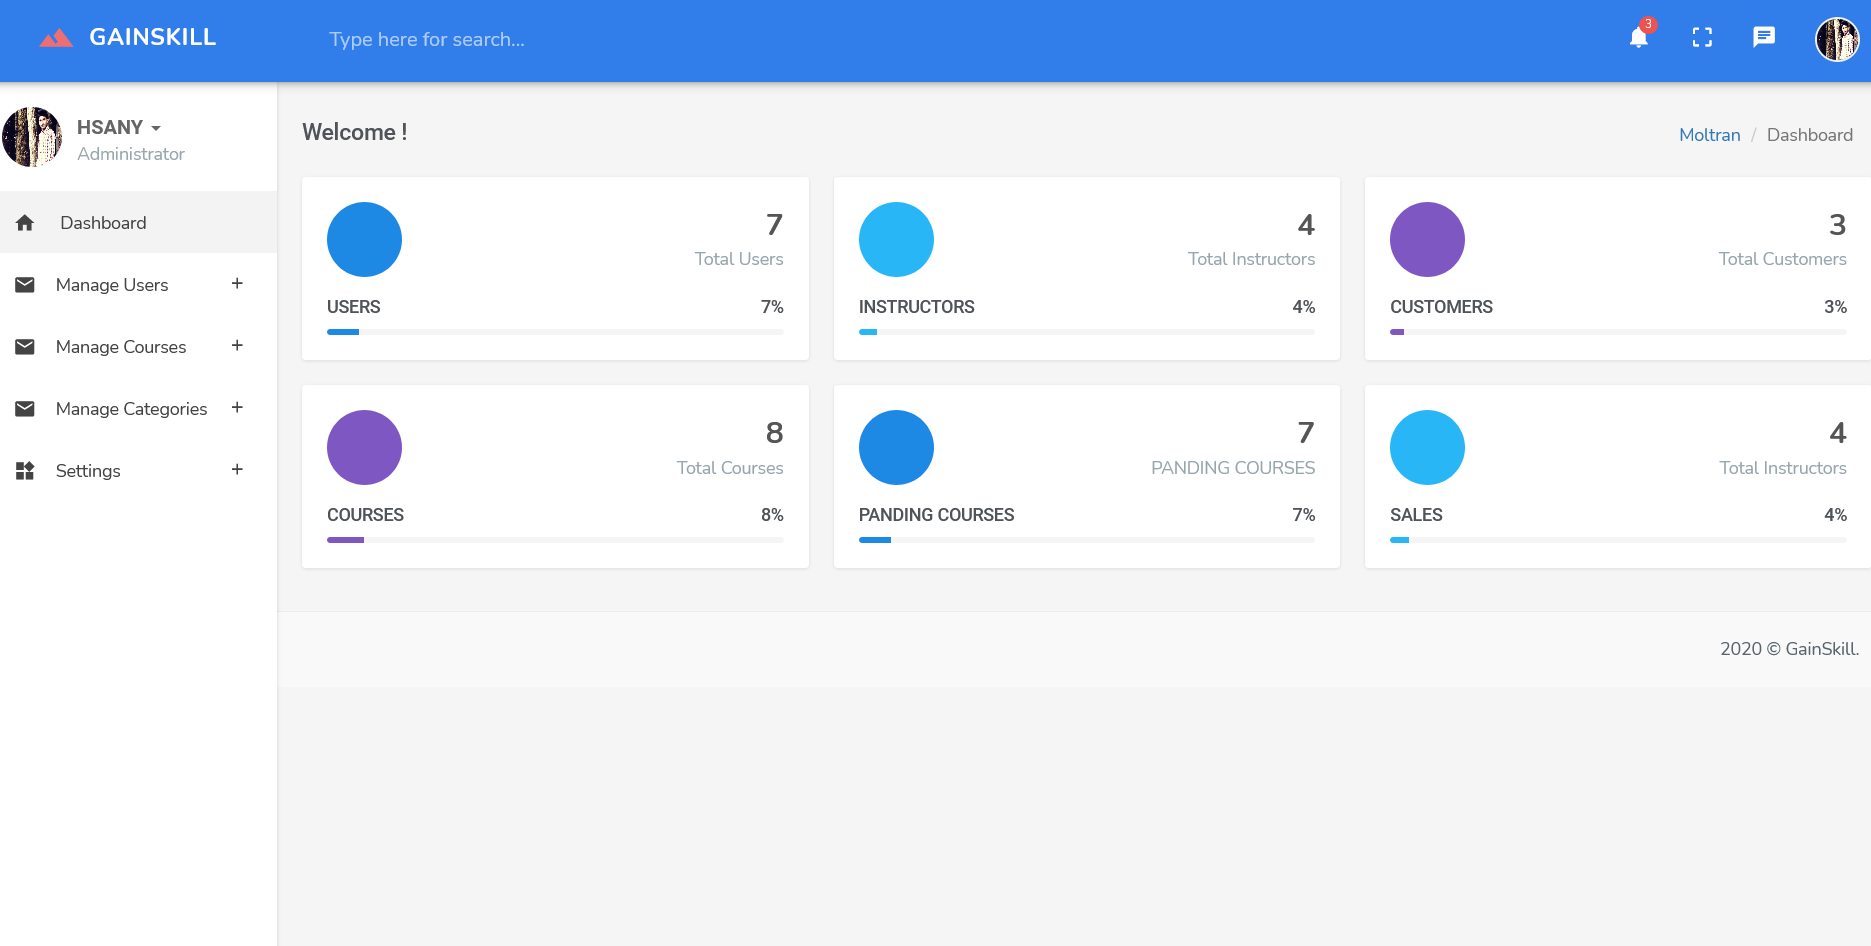 GAINSKILL
Type here for search...
3
HSANY
Administrator
Dashboard
Manage Users +
Manage Courses +
Manage Categories +
Settings +
Welcome !
Moltran / Dashboard
7
Total Users
USERS 7%
4
Total Instructors
INSTRUCTORS 4%
3
Total Customers
CUSTOMERS 3%
8
Total Courses
COURSES 8%
7
PANDING COURSES
PANDING COURSES 7%
4
Total Instructors
SALES 4%
2020 © GainSkill.